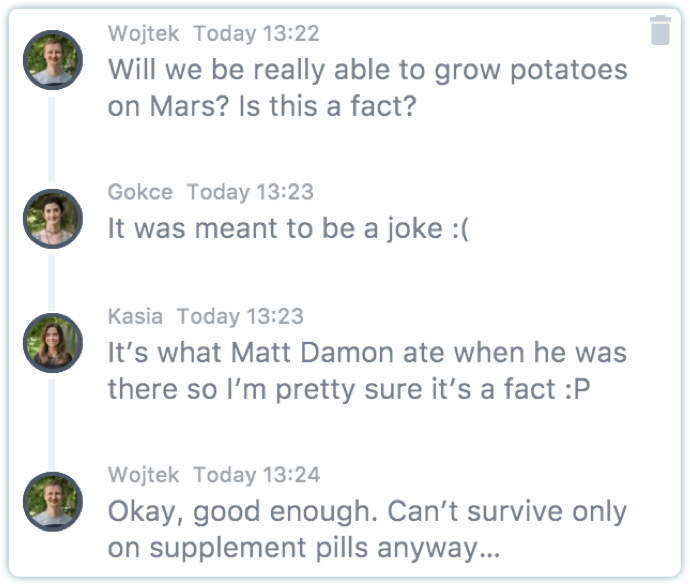 Wojtek Today 13:22
Will we be really able to grow potatoes
on Mars? Is this a fact?
Gokce Today 13:23
It was meant to be a joke :(
Kasia Today 13:23
It’s what Matt Damon ate when he was
there so I’m pretty sure it’s a fact :P
Wojtek Today 13:24
Okay, good enough. Can’t survive only
on supplement pills anyway...